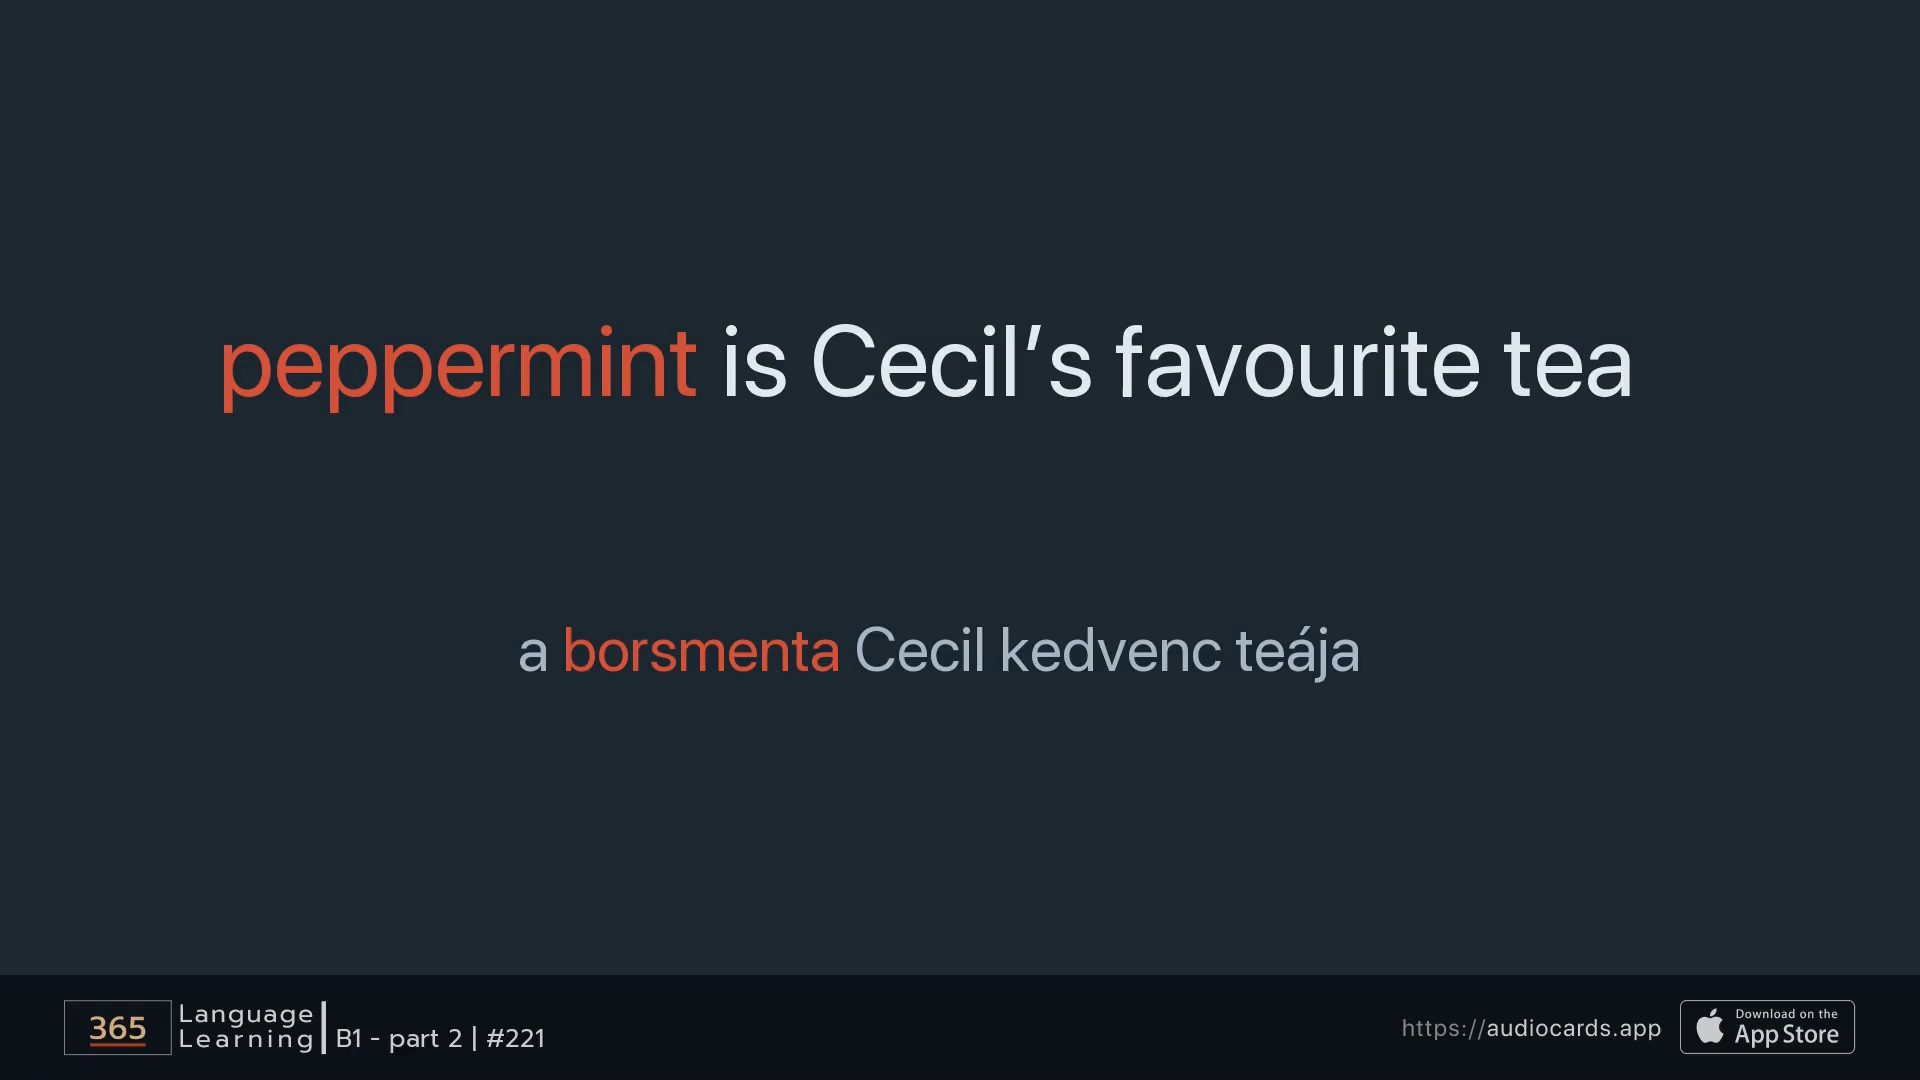 peppermint is Cecil’s favourite tea
a borsmenta Cecil kedvenc teája
365
Language
Learning
B1 - part 2 | #221
https://audiocards.app
Download on the
App Store